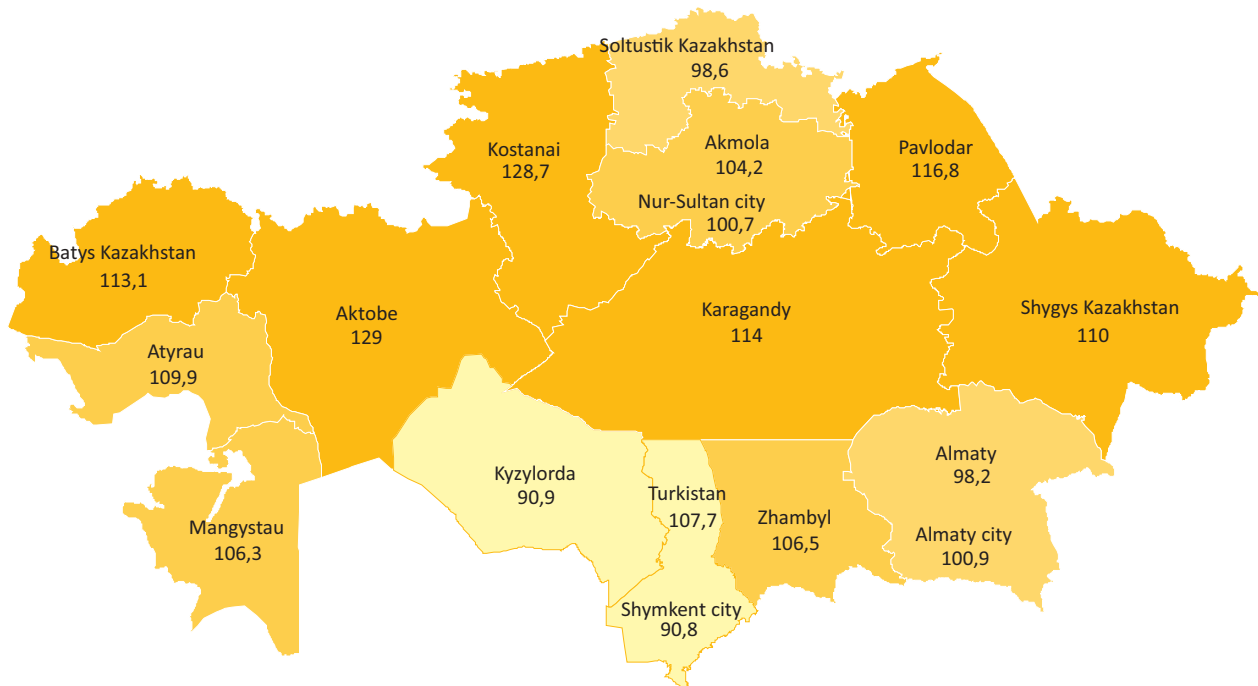 Soltustik Kazakhstan
98,6
Kostanai
128,7
Akmola
104,2
Pavlodar
116,8
Nur-Sultan city
100,7
Batys Kazakhstan
113,1
Aktobe
129
Karagandy
114
Shygys Kazakhstan
110
Atyrau
109,9
Kyzylorda
90,9
Turkistan
107,7
Almaty
98,2
Mangystau
106,3
Zhambyl
106,5
Almaty city
100,9
Shymkent city
90,8